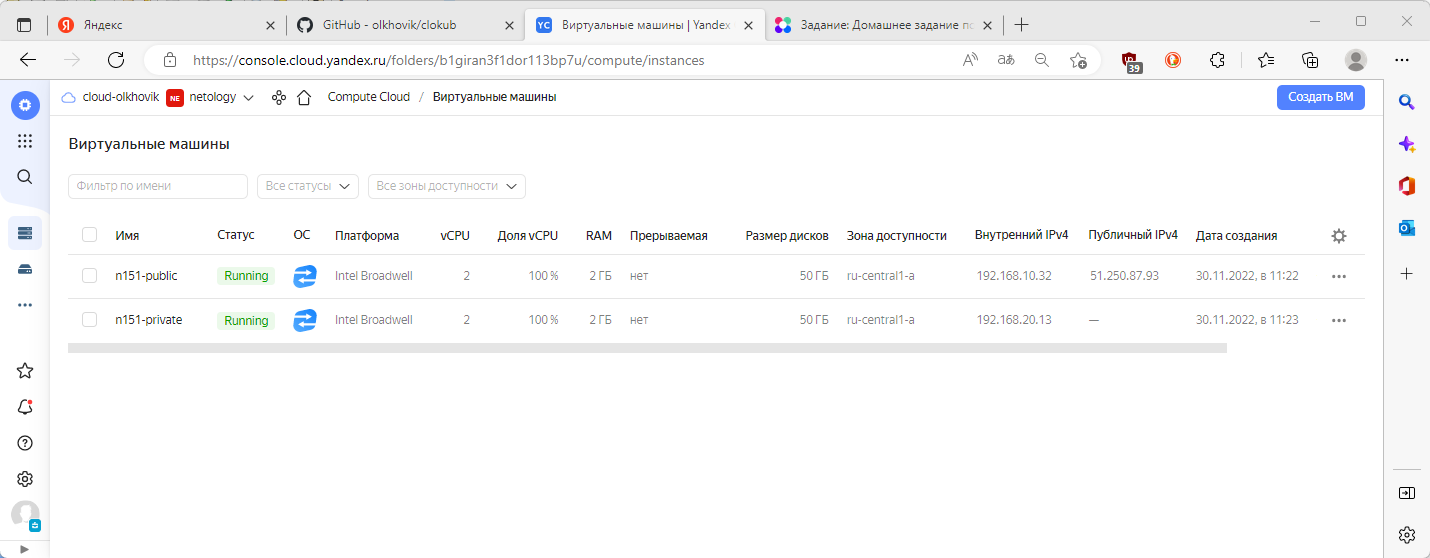 Яндекс
GitHub - olkhovik/clokub
YC Виртуальные машины | Yandex
Задание: Домашнее задание по
https://console.cloud.yandex.ru/folders/b1giran3f1dor113bp7u/compute/instances
39
cloud-olkhovik NE netology Compute Cloud / Виртуальные машины
Создать ВМ
Виртуальные машины
Фильтр по имени Все статусы Все зоны доступности
Имя Статус ОС Платформа vCPU Доля vCPU RAM Прерываемая Размер дисков Зона доступности Внутренний IPv4 Публичный IPv4 Дата создания
n151-public Running Intel Broadwell 2 100 % 2 ГБ нет 50 ГБ ru-central1-a 192.168.10.32 51.250.87.93 30.11.2022, в 11:22
n151-private Running Intel Broadwell 2 100 % 2 ГБ нет 50 ГБ ru-central1-a 192.168.20.13 — 30.11.2022, в 11:23